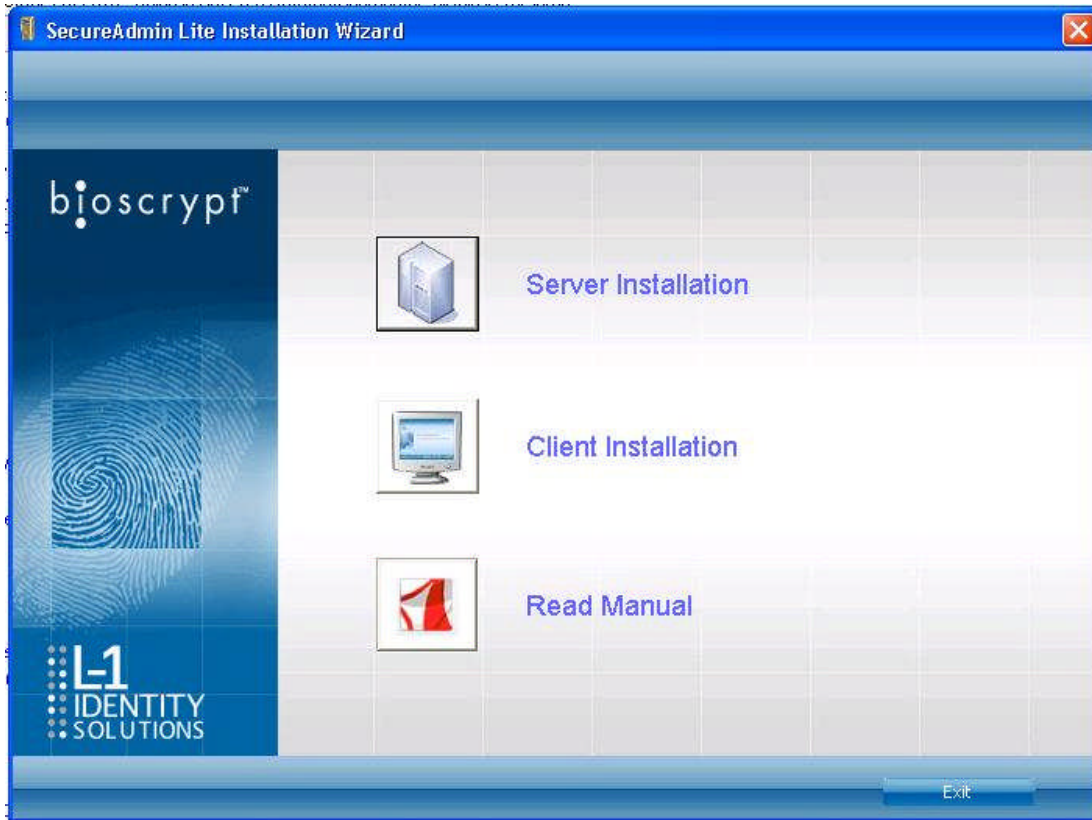 SecureAdmin Lite Installation Wizard
bioscrypt™
Server Installation
Client Installation
Read Manual
L-1
IDENTITY
SOLUTIONS
Exit